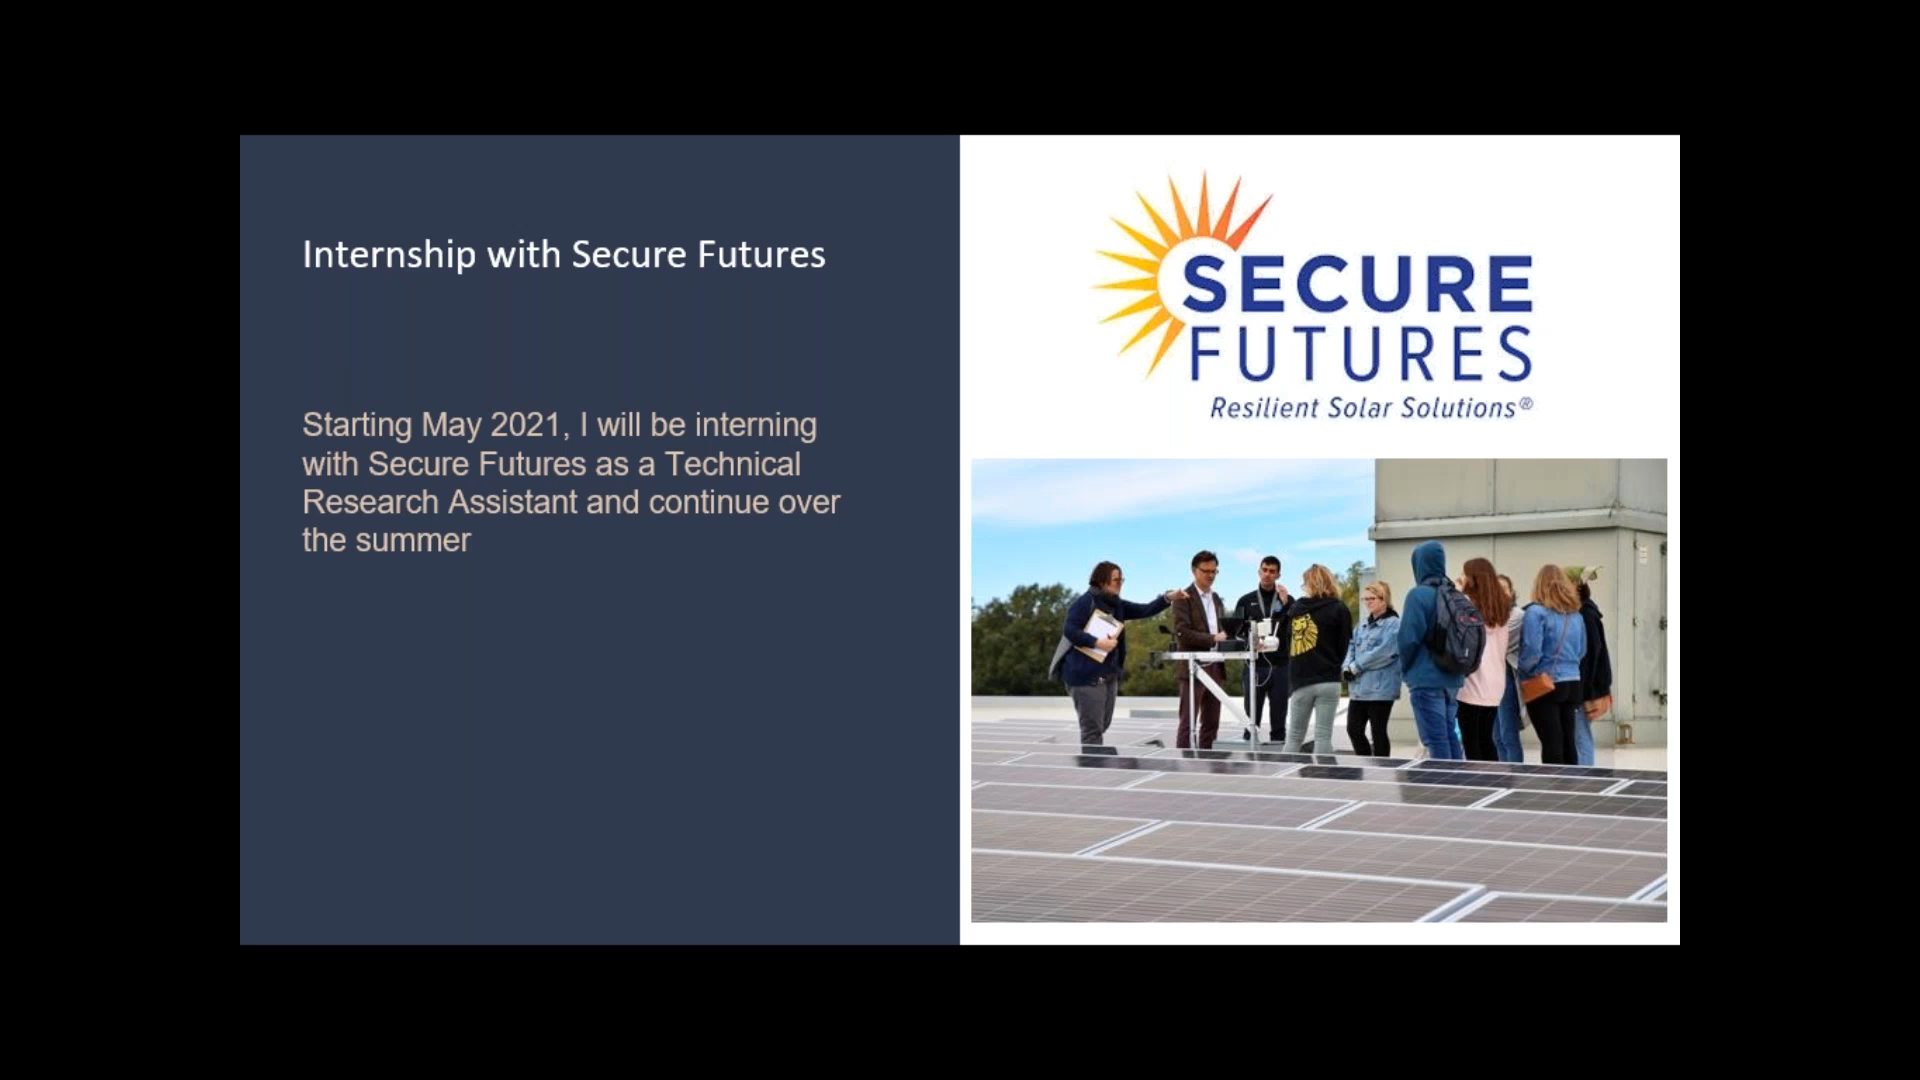 Internship with Secure Futures
Starting May 2021, I will be interning
with Secure Futures as a Technical
Research Assistant and continue over
the summer
SECURE
FUTURES
Resilient Solar Solutions®